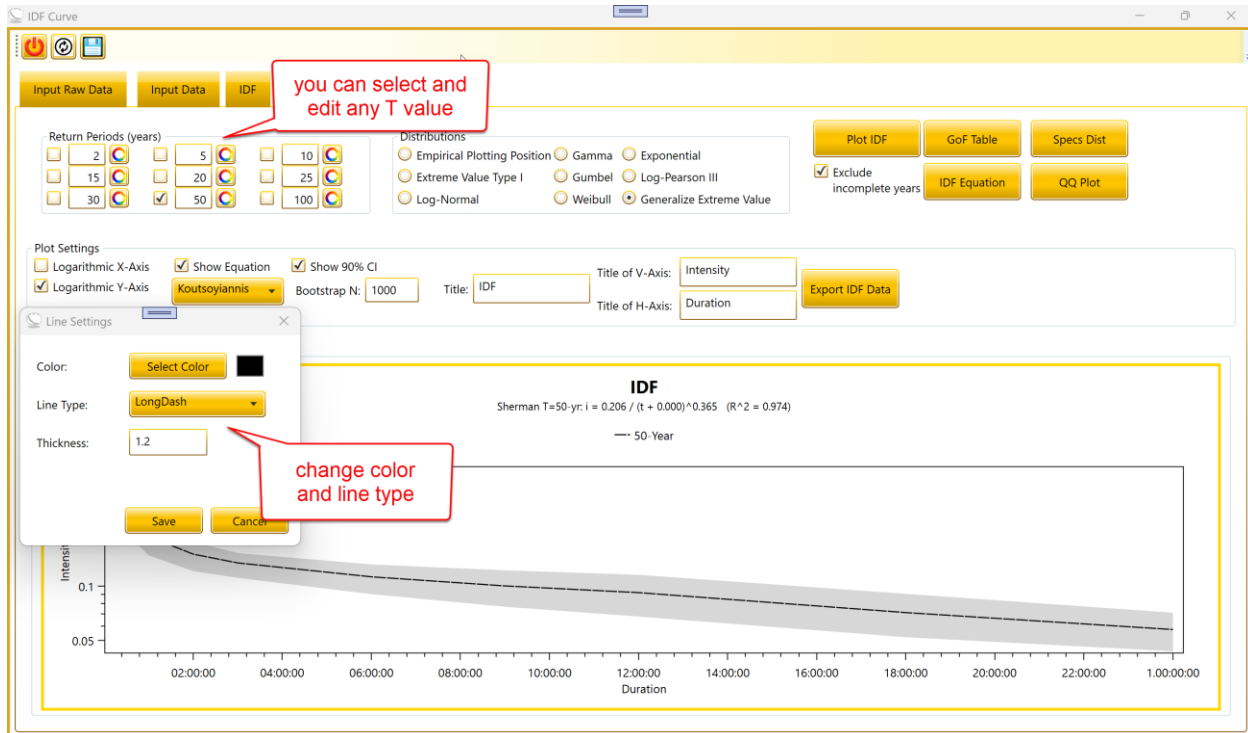 IDF Curve
Input Raw Data Input Data IDF
you can select and
edit any T value
Return Periods (years)
2 5 10
15 20 25
30 50 100
Distributions
Empirical Plotting Position Gamma Exponential
Extreme Value Type I Gumbel Log-Pearson III
Log-Normal Weibull Generalize Extreme Value
Plot IDF GoF Table Specs Dist
Exclude
incomplete years
IDF Equation QQ Plot
Plot Settings
Logarithmic X-Axis Show Equation Show 90% CI
Logarithmic Y-Axis Koutsoyiannis Bootstrap N: 1000 Title: IDF
Title of V-Axis: Intensity
Title of H-Axis: Duration
Export IDF Data
Line Settings
Color: Select Color
Line Type: LongDash
Thickness: 1.2
Save Cancel
change color
and line type
IDF
Sherman T=50-yr: i = 0.206 / (t + 0.000)^0.365 (R^2 = 0.974)
50-Year
0.1
0.05
02:00:00 04:00:00 06:00:00 08:00:00 10:00:00 12:00:00 14:00:00 16:00:00 18:00:00 20:00:00 22:00:00 1.00:00:00
Duration